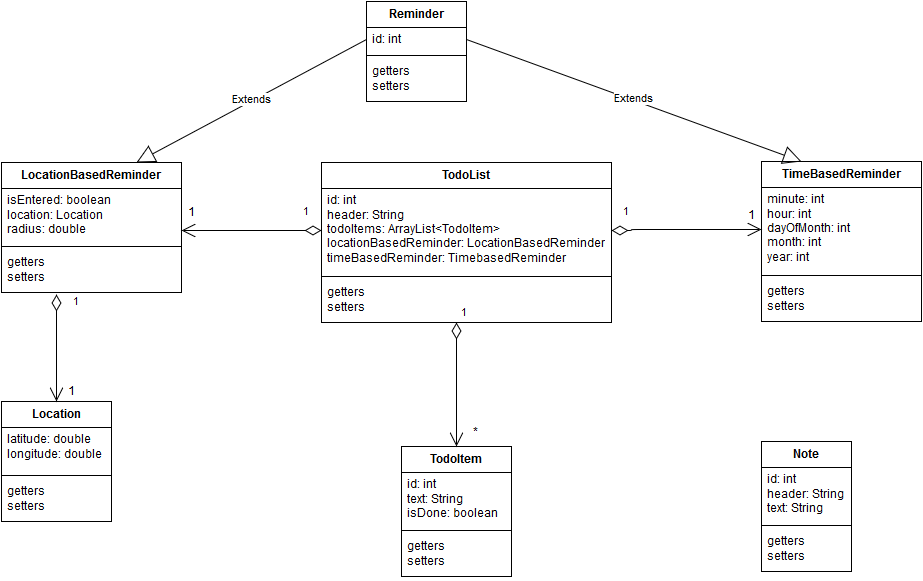 Reminder
id: int
getters
setters
Extends
Extends
LocationBasedReminder
isEntered: boolean
location: Location
radius: double
getters
setters
1
1
TodoList
id: int
header: String
todoItems: ArrayList<TodoItem>
locationBasedReminder: LocationBasedReminder
timeBasedReminder: TimebasedReminder
getters
setters
1
1
TimeBasedReminder
minute: int
hour: int
dayOfMonth: int
month: int
year: int
getters
setters
1
1
1
*
Location
latitude: double
longitude: double
getters
setters
TodoItem
id: int
text: String
isDone: boolean
getters
setters
Note
id: int
header: String
text: String
getters
setters